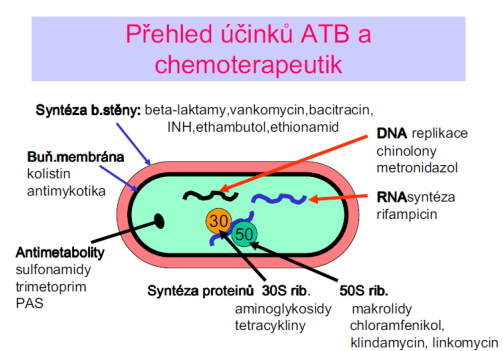 Přehled účinků ATB a
chemoterapeutik
Syntéza b.stěny: beta-laktamy,vankomycin,bacitracin,
INH,ethambutol,ethionamid
DNA replikace
chinolony
metronidazol
Buň.membrána
kolistin
antimykotika
RNAsyntéza
rifampicin
30
50
Antimetabolity
sulfonamidy
trimetoprim
PAS
Syntéza proteinů 30S rib.
aminoglykosidy
tetracykliny
50S rib.
makrolidy
chloramfenikol,
klindamycin, linkomycin